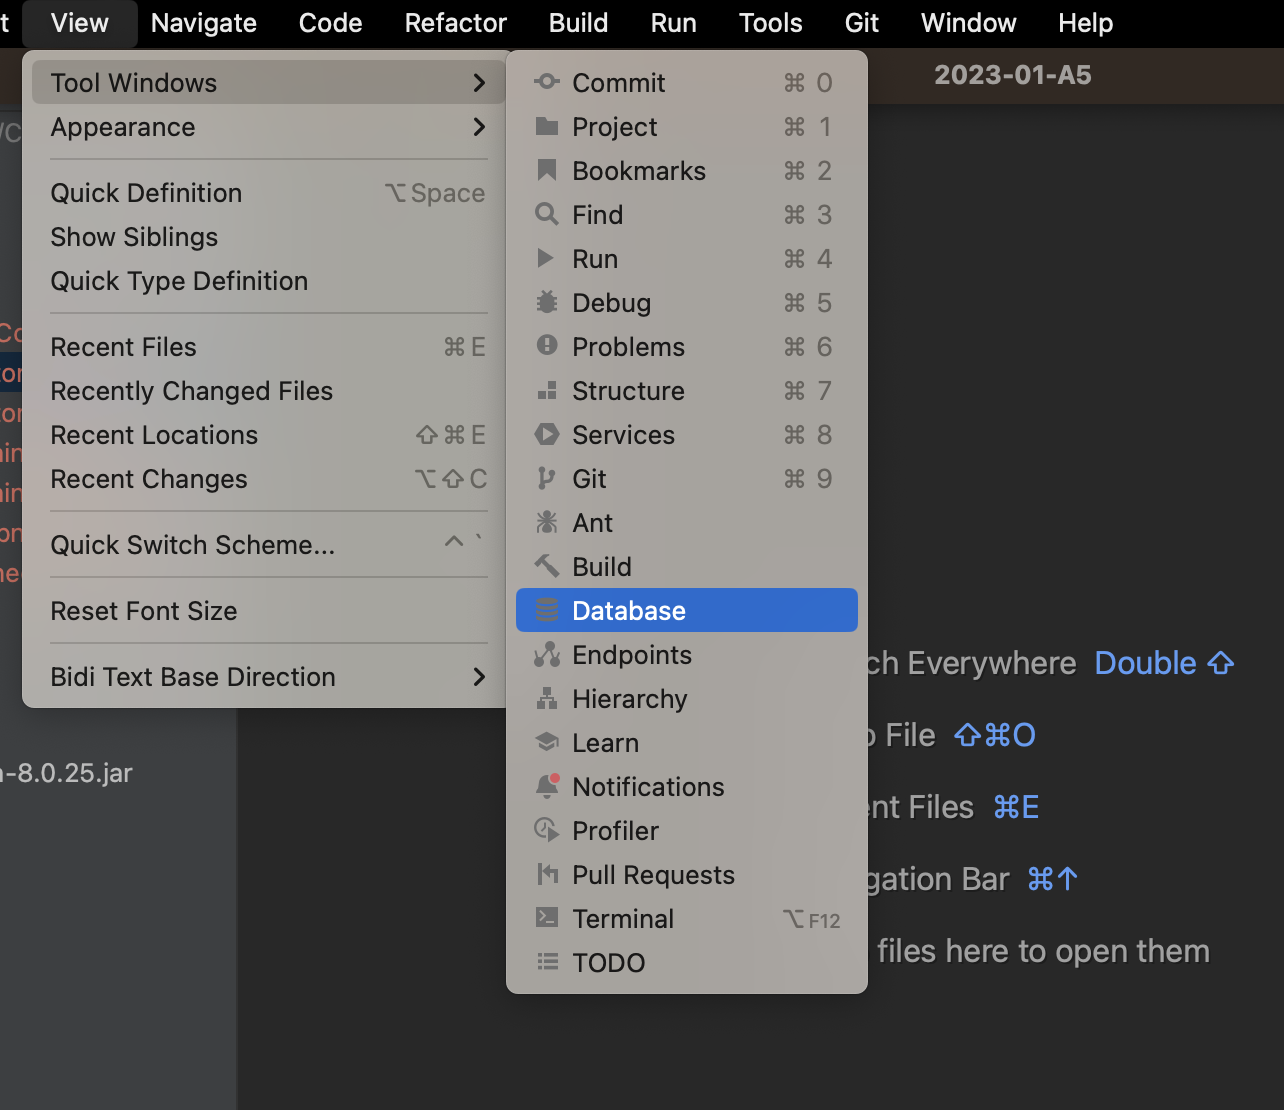 t View Navigate Code Refactor Build Run Tools Git Window Help
2023-01-A5
Tool Windows
Appearance
Quick Definition ⌥Space
Show Siblings
Quick Type Definition
Recent Files ⌘E
Recently Changed Files
Recent Locations ⇧⌘E
Recent Changes ⌥⇧C
Quick Switch Scheme... ^`
Reset Font Size
Bidi Text Base Direction
Commit ⌘ 0
Project ⌘ 1
Bookmarks ⌘ 2
Find ⌘ 3
Run ⌘ 4
Debug ⌘ 5
Problems ⌘ 6
Structure ⌘ 7
Services ⌘ 8
Git ⌘ 9
Ant
Build
Database
Endpoints
Hierarchy
Learn
Notifications
Profiler
Pull Requests
Terminal ⌥F12
TODO
/C
Co
tor
tor
-8.0.25.jar
ch Everywhere Double ⇧
File ⇧⌘O
ent Files ⌘E
gation Bar ⌘↑
files here to open them